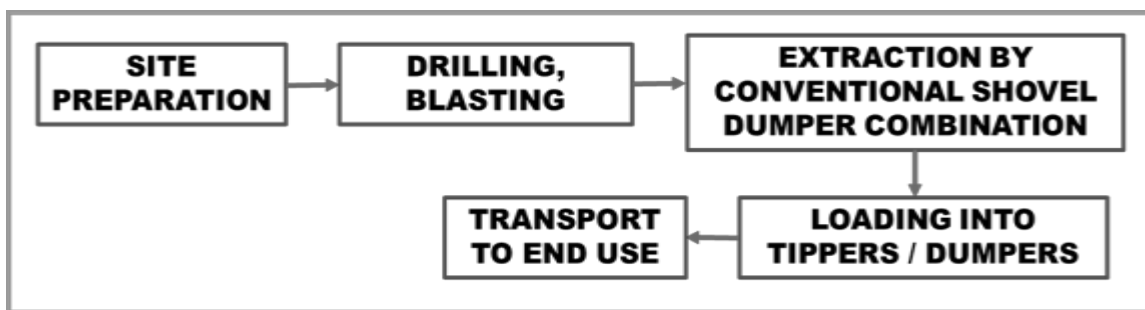 SITE
PREPARATION
DRILLING,
BLASTING
EXTRACTION BY
CONVENTIONAL SHOVEL
DUMPER COMBINATION
LOADING INTO
TIPPERS / DUMPERS
TRANSPORT
TO END USE